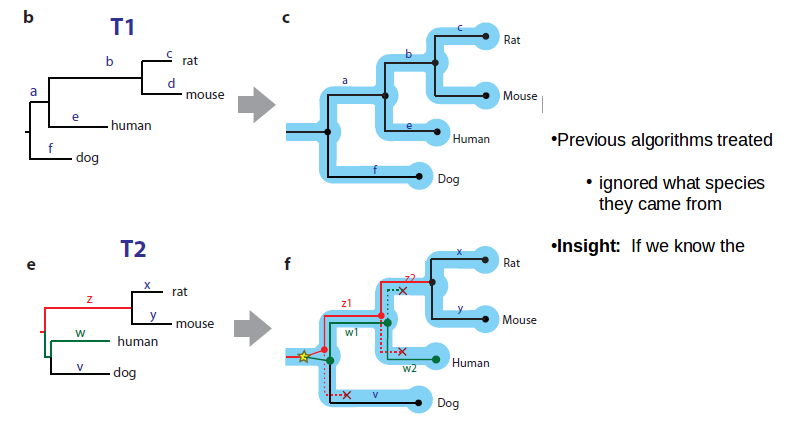 b
T1
c
a
b
c
rat
d
mouse
e
human
f
dog
a
b
c
Rat
Mouse
e
Human
f
Dog
•Previous algorithms treated
• ignored what species
they came from
•Insight: If we know the
e
T2
f
z
x
rat
y
mouse
w
human
v
dog
z1
z2
x
Rat
w1
y
Mouse
w2
Human
v
Dog